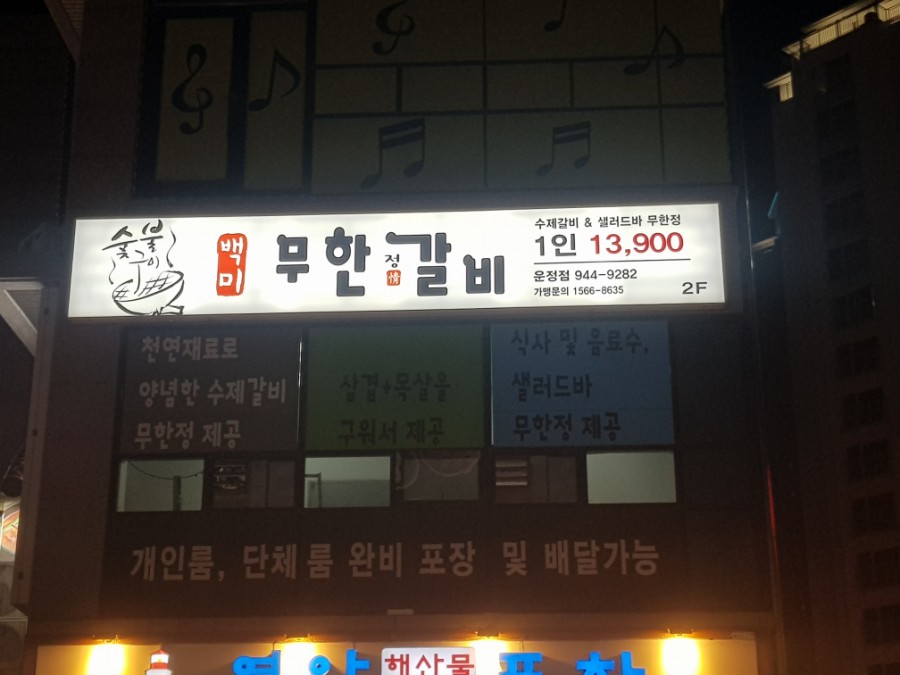 숯불
구이
백미
무한정情갈비
수제갈비 & 샐러드바 무한정
1인 13,900
운정점 944-9282
가맹문의 1566-8635
2F
천연재료로
양념한 수제갈비
무한정 제공
삼겹+목살을
구워서 제공
식사 및 음료수,
샐러드바
무한정 제공
개인룸, 단체룸 완비 포장 및 배달가능
해산물